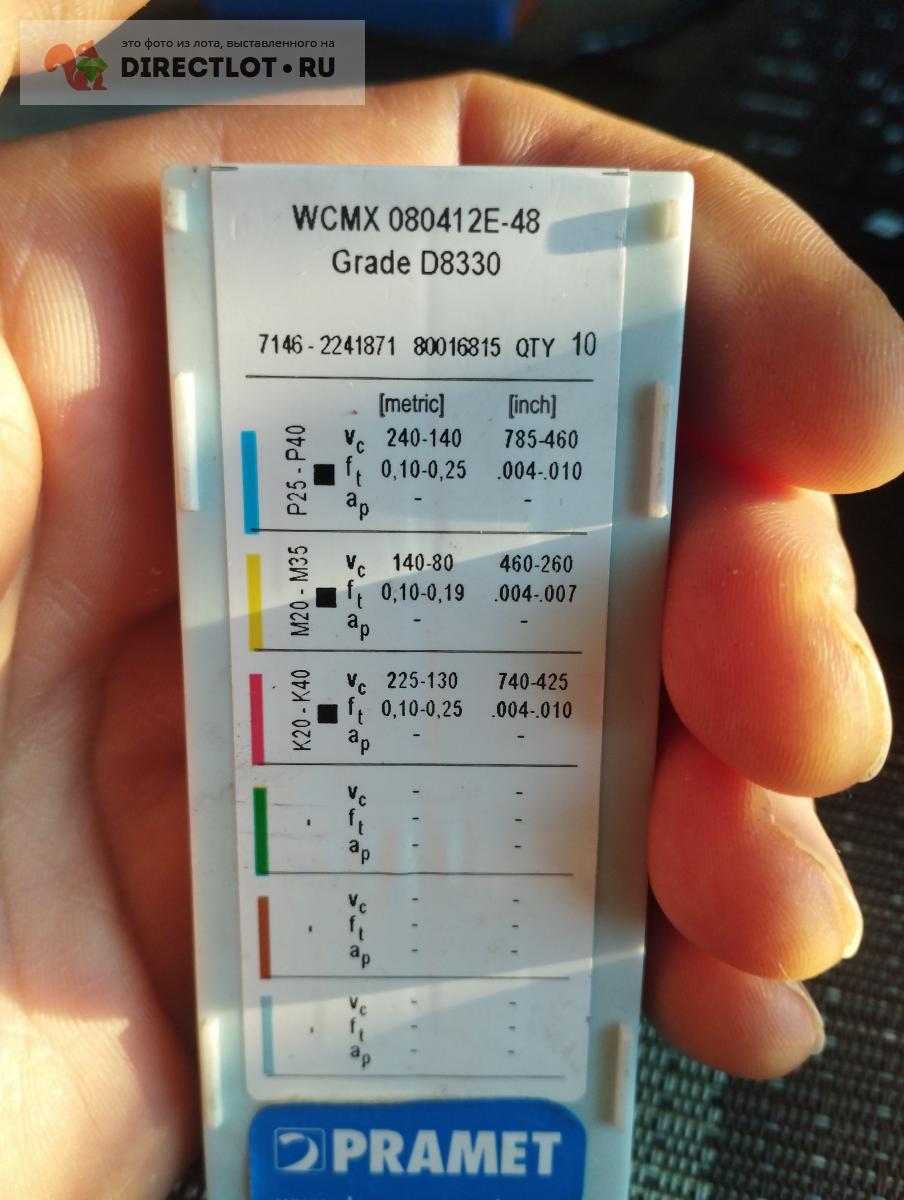 это фото из лота, выставленного на
DIRECTLOT•RU
WCMX 080412E-48
Grade D8330
7146 - 2241871 80016815 QTY 10
[metric] [inch]
P25 - P40
vc 240-140 785-460
ft 0,10-0,25 .004-.010
ap - -
M20 - M35
vc 140-80 460-260
ft 0,10-0,19 .004-.007
ap - -
K20 - K40
vc 225-130 740-425
ft 0,10-0,25 .004-.010
ap - -
vc - -
ft - -
ap - -
vc - -
ft - -
ap - -
vc - -
ft - -
ap - -
PRAMET